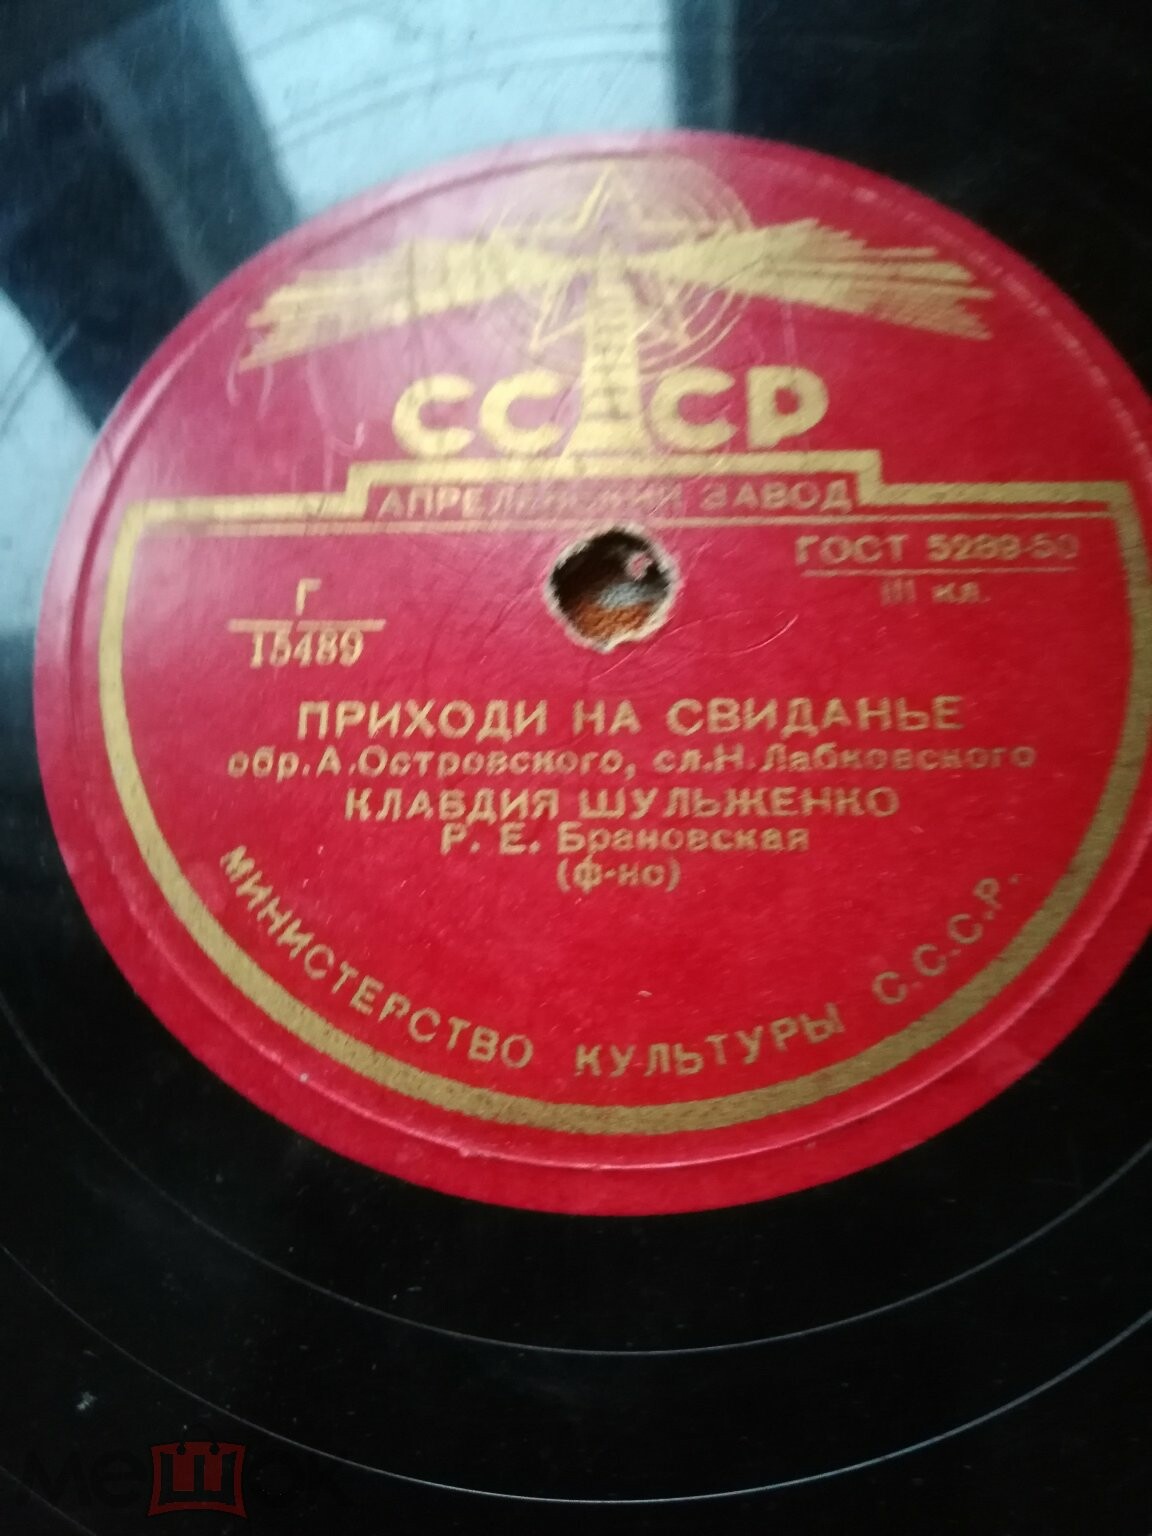 СССР
АПРЕЛЕВСКИЙ ЗАВОД
ГОСТ 5289-50
III кл.
Г
15489
ПРИХОДИ НА СВИДАНЬЕ
обр. А. Островского, сл. Н. Лабковского
КЛАВДИЯ ШУЛЬЖЕНКО
Р. Е. Брановская
(ф-но)
МИНИСТЕРСТВО КУЛЬТУРЫ С.С.С.Р.
мешок